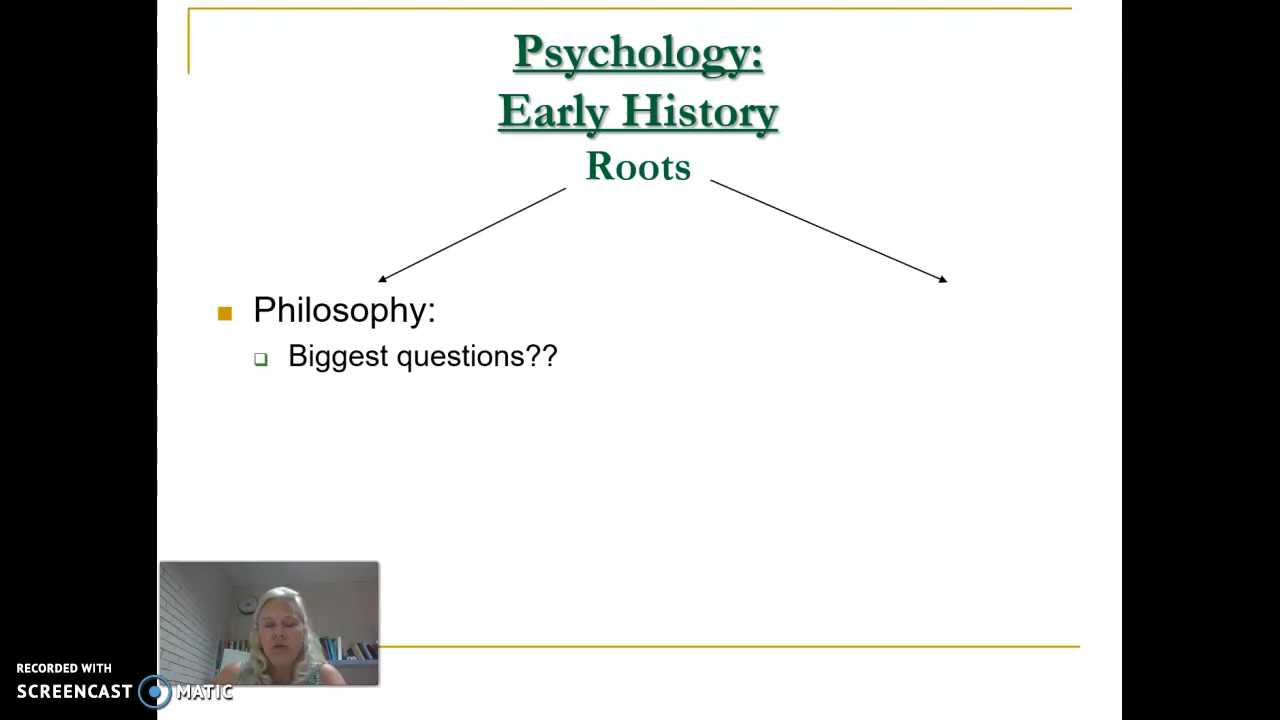 Psychology:
Early History
Roots
Philosophy:
Biggest questions??
RECORDED WITH
SCREENCAST MATIC